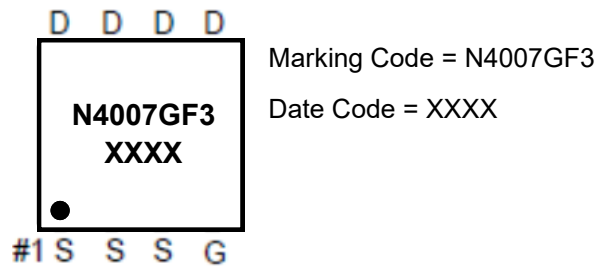 D D D D
N4007GF3
XXXX
#1 S S S G
Marking Code = N4007GF3
Date Code = XXXX